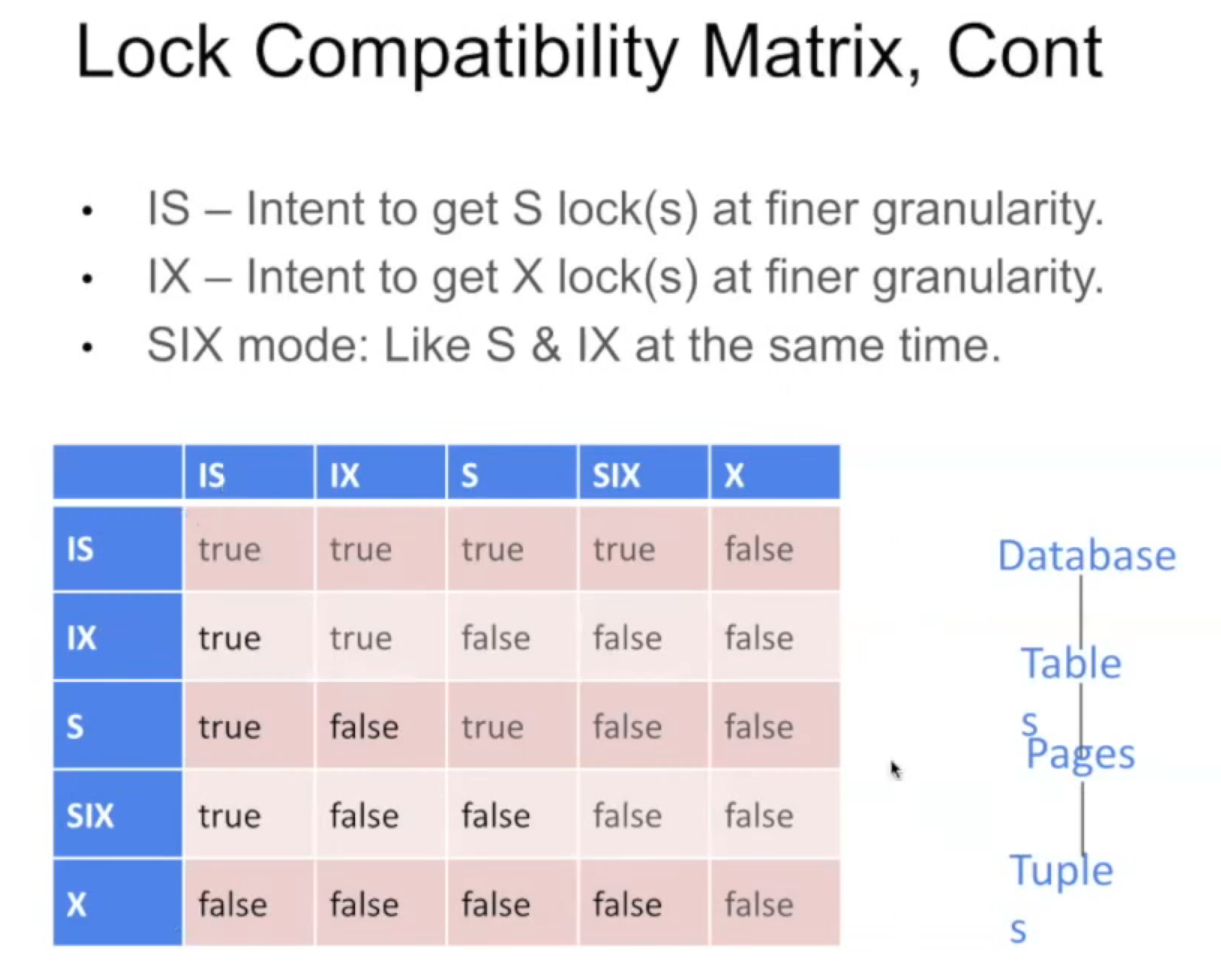 Lock Compatibility Matrix, Cont
• IS – Intent to get S lock(s) at finer granularity.
• IX – Intent to get X lock(s) at finer granularity.
• SIX mode: Like S & IX at the same time.
IS IX S SIX X
IS true true true true false
IX true true false false false
S true false true false false
SIX true false false false false
X false false false false false
Database
Table
s
Pages
Tuple
s